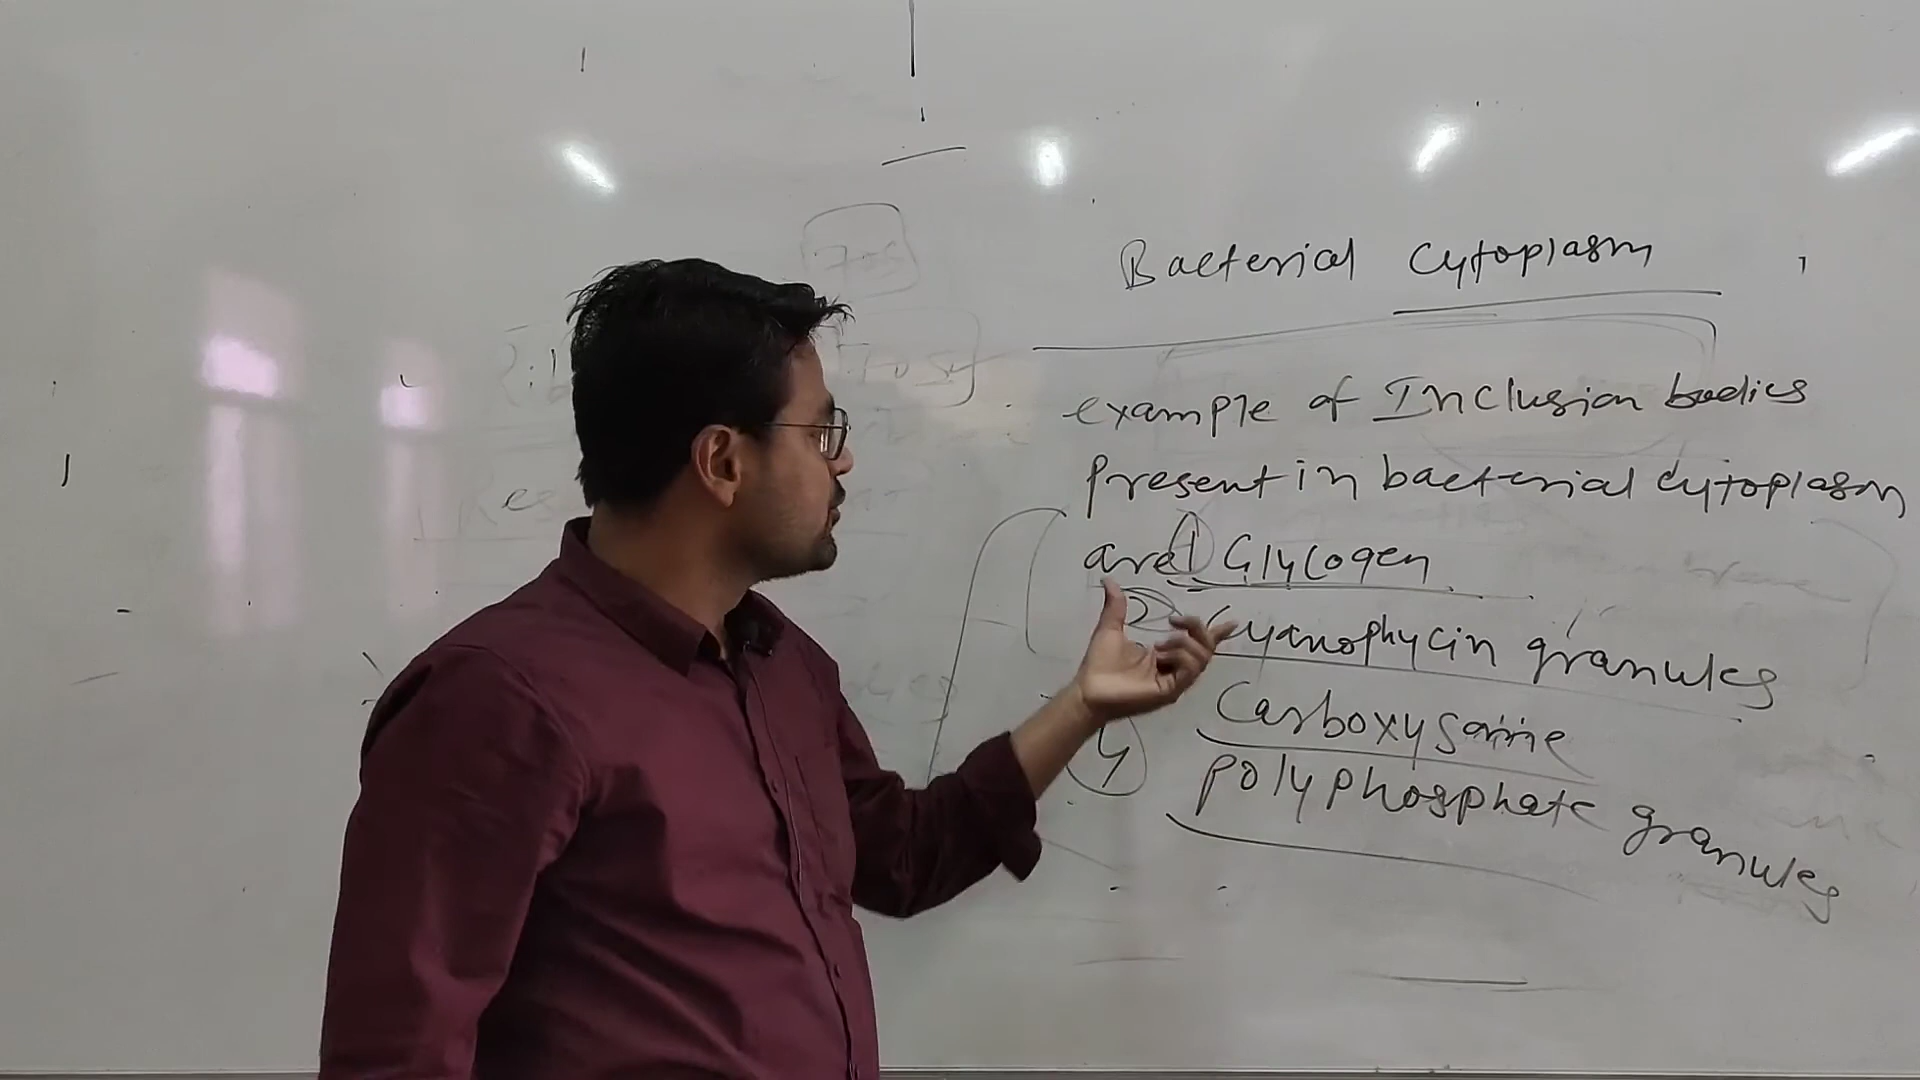 Bacterial Cytoplasm
example of Inclusion bodies
present in bacterial cytoplasm
are 1 Glycogen
2 Cyanophycin granules
Carboxysome
4 polyphosphate granules